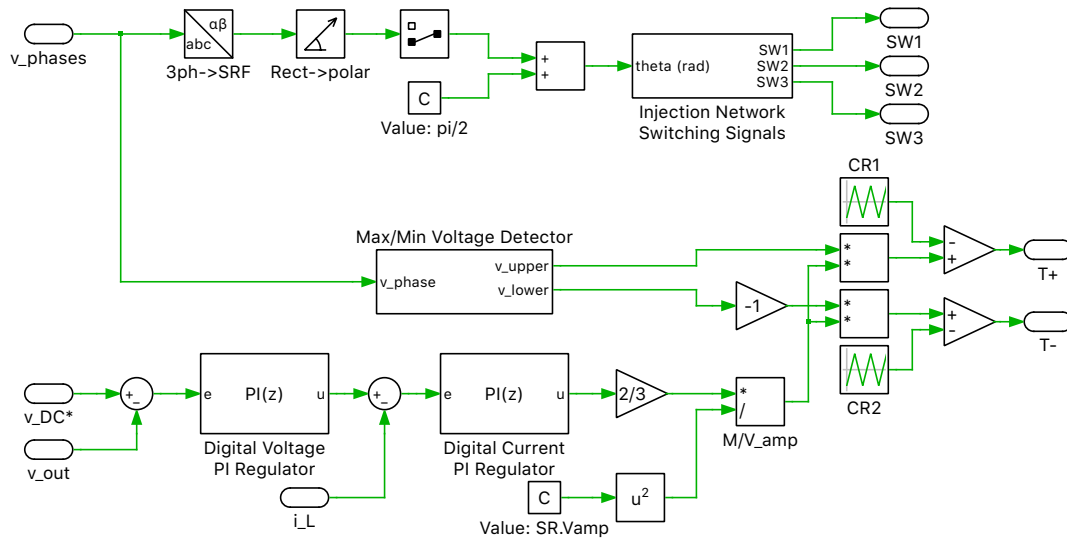 v_phases
αβ
abc
3ph->SRF
Rect->polar
C
Value: pi/2
+
+
theta (rad)
SW1
SW2
SW3
Injection Network
Switching Signals
SW1
SW2
SW3
Max/Min Voltage Detector
v_phase
v_upper
v_lower
-1
CR1
*
*
*
*
CR2
-
+
+
-
T+
T-
v_DC*
v_out
+
-
e
PI(z)
u
Digital Voltage
PI Regulator
i_L
+
-
e
PI(z)
u
Digital Current
PI Regulator
2/3
*
/
M/V_amp
C
Value: SR.Vamp
u²